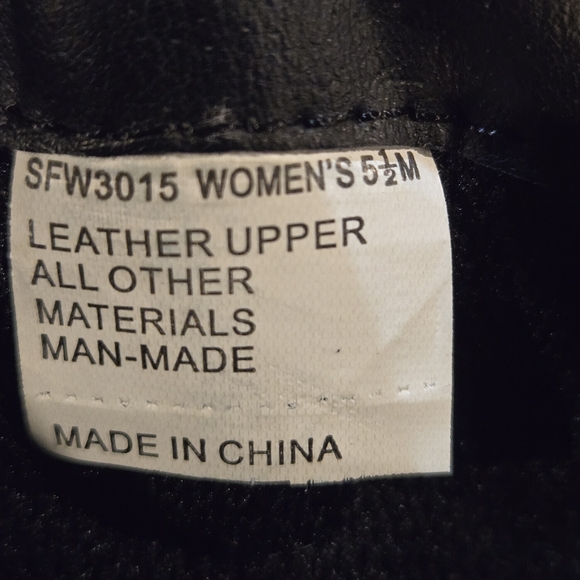 SFW3015 WOMEN'S 5½M
LEATHER UPPER
ALL OTHER
MATERIALS
MAN-MADE
MADE IN CHINA